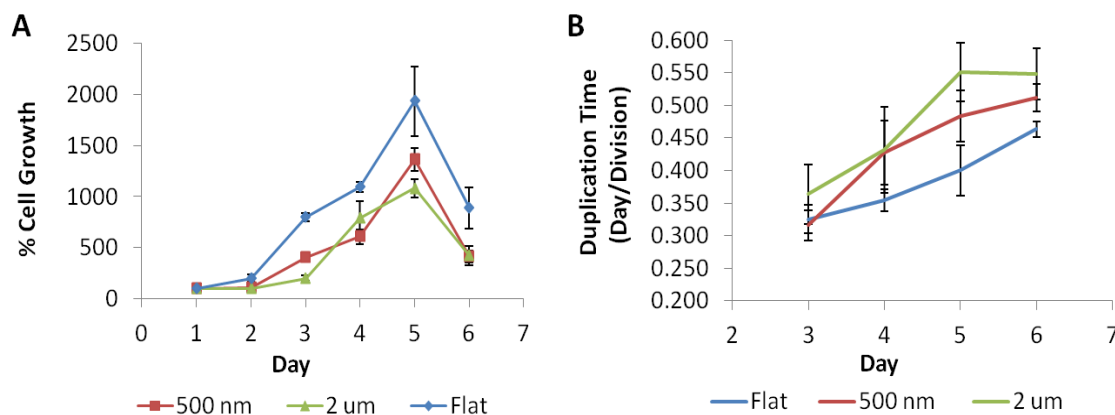 A
2500
2000
1500
1000
500
0
% Cell Growth
0 1 2 3 4 5 6 7
Day
500 nm 2 um Flat
B
0.600
0.550
0.500
0.450
0.400
0.350
0.300
0.250
0.200
Duplication Time
(Day/Division)
2 3 4 5 6 7
Day
Flat 500 nm 2 um